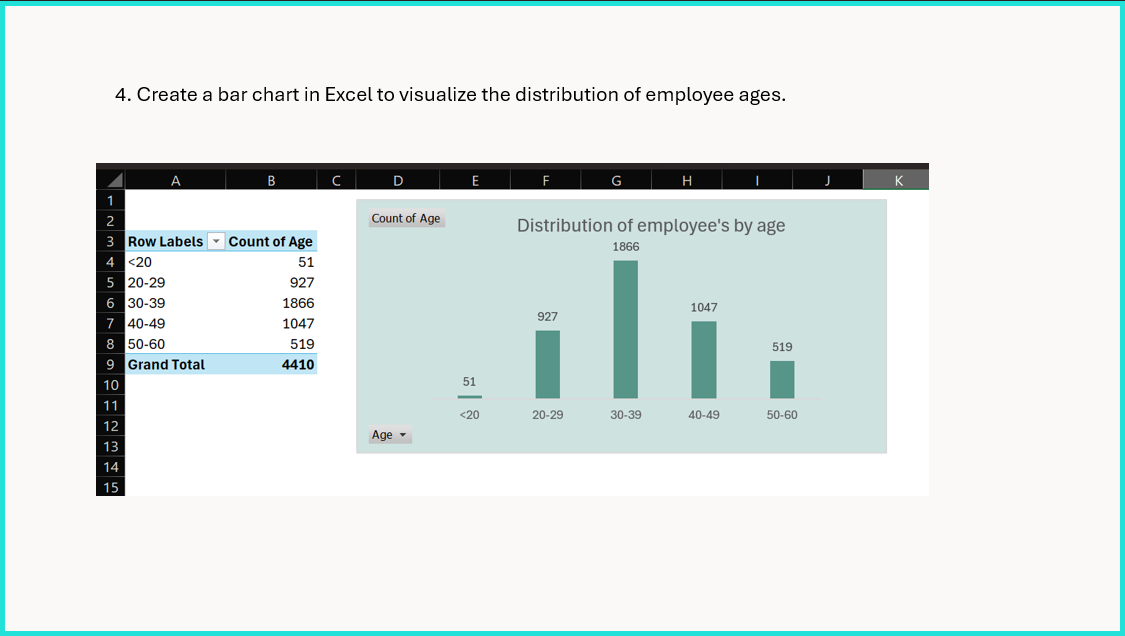 4. Create a bar chart in Excel to visualize the distribution of employee ages.
A B C D E F G H I J K
1
2
3 Row Labels Count of Age
4 <20 51
5 20-29 927
6 30-39 1866
7 40-49 1047
8 50-60 519
9 Grand Total 4410
10
11
12
13
14
15
Count of Age
Distribution of employee's by age
1866
1047
927
519
51
<20 20-29 30-39 40-49 50-60
Age